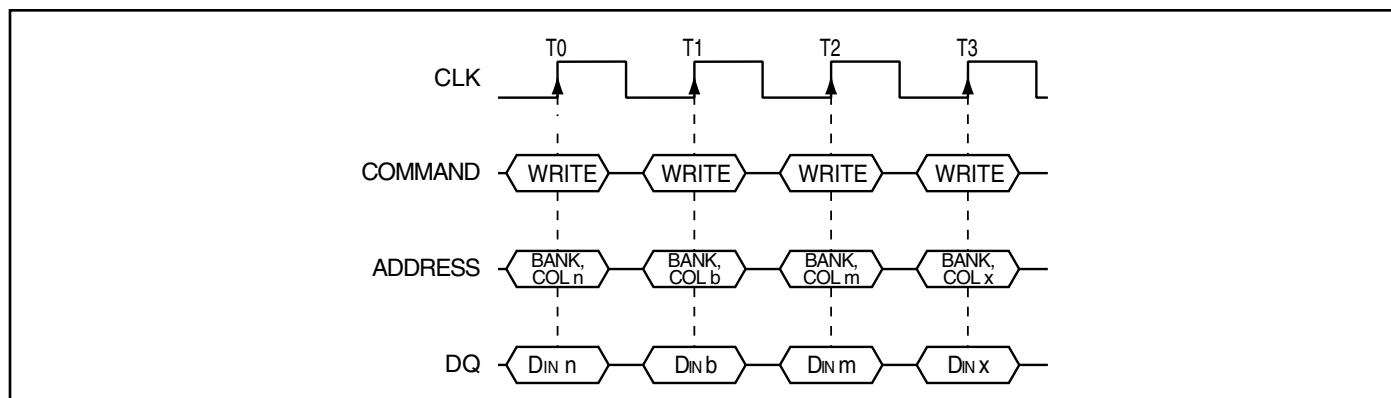 T0 T1 T2 T3
CLK
COMMAND WRITE WRITE WRITE WRITE
ADDRESS BANK, COL n BANK, COL b BANK, COL m BANK, COL x
DQ DIN n DIN b DIN m DIN x